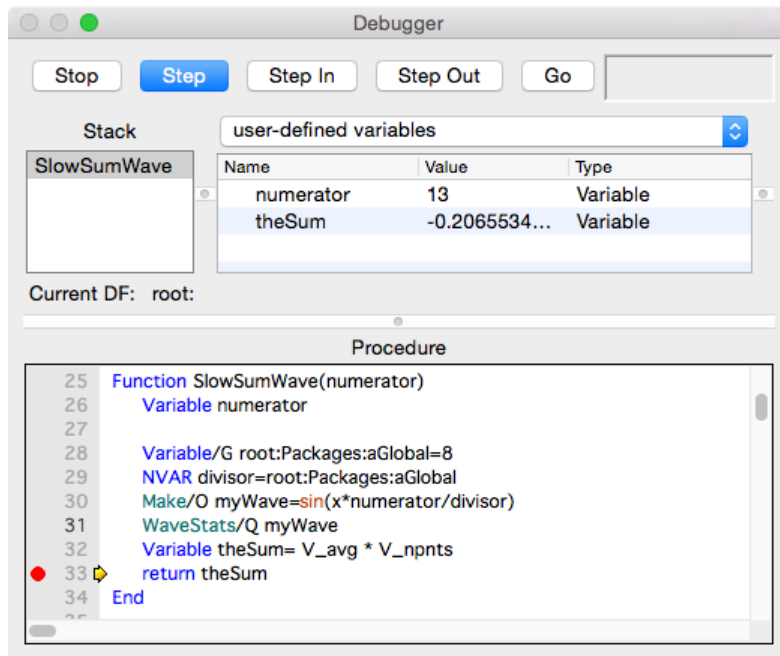 Debugger
Stop Step Step In Step Out Go
Stack user-defined variables
SlowSumWave Name Value Type
numerator 13 Variable
theSum -0.2065534... Variable
Current DF: root:
Procedure
25 Function SlowSumWave(numerator)
26 Variable numerator
27
28 Variable/G root:Packages:aGlobal=8
29 NVAR divisor=root:Packages:aGlobal
30 Make/O myWave=sin(x*numerator/divisor)
31 WaveStats/Q myWave
32 Variable theSum= V_avg * V_npnts
33 return theSum
34 End